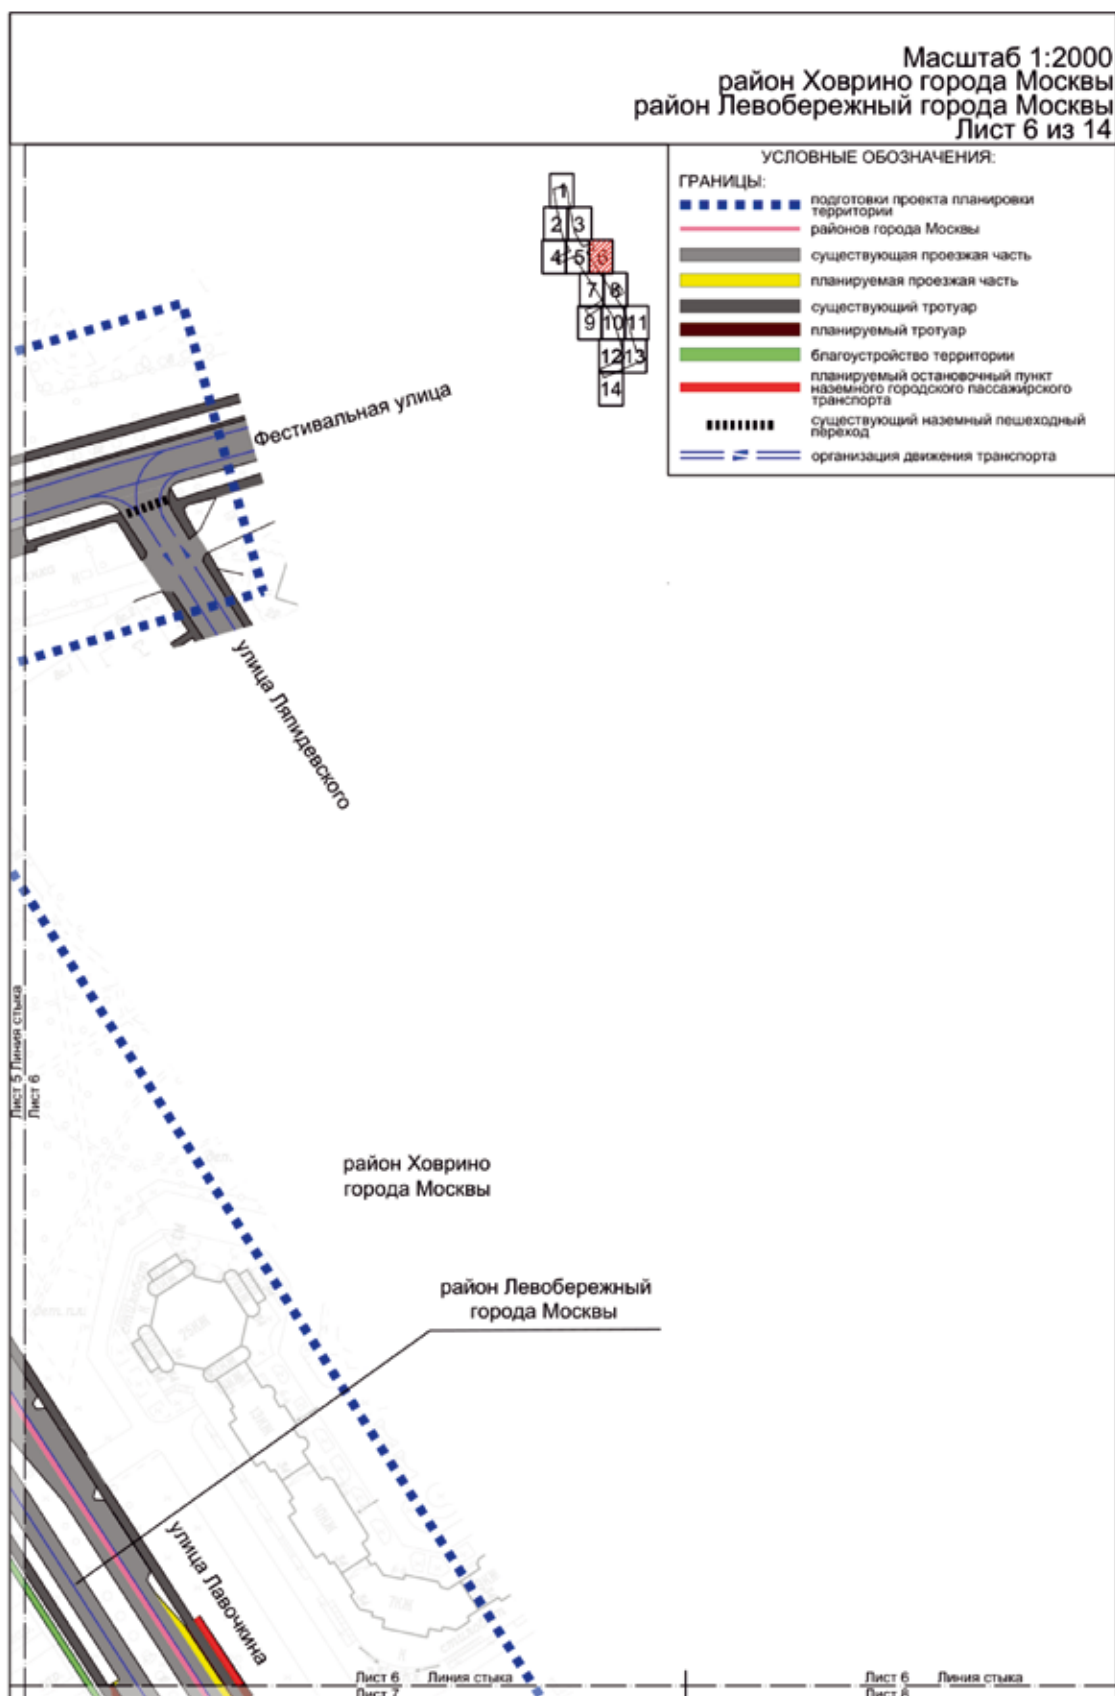 Масштаб 1:2000
район Ховрино города Москвы
район Левобережный города Москвы
Лист 6 из 14
УСЛОВНЫЕ ОБОЗНАЧЕНИЯ:
ГРАНИЦЫ:
подготовки проекта планировки
территории
районов города Москвы
существующая проезжая часть
планируемая проезжая часть
существующий тротуар
планируемый тротуар
благоустройство территории
планируемый остановочный пункт
наземного городского пассажирского
транспорта
существующий наземный пешеходный
переход
организация движения транспорта
1
2 3
4 5 6
7 8
9 10 11
12 13
14
Фестивальная улица
улица Ляпидевского
Лист 5 Линия стыка
Лист 6
район Ховрино
города Москвы
район Левобережный
города Москвы
улица Лавочкина
Лист 6 Линия стыка
Лист 7
Лист 6 Линия стыка
Лист 8